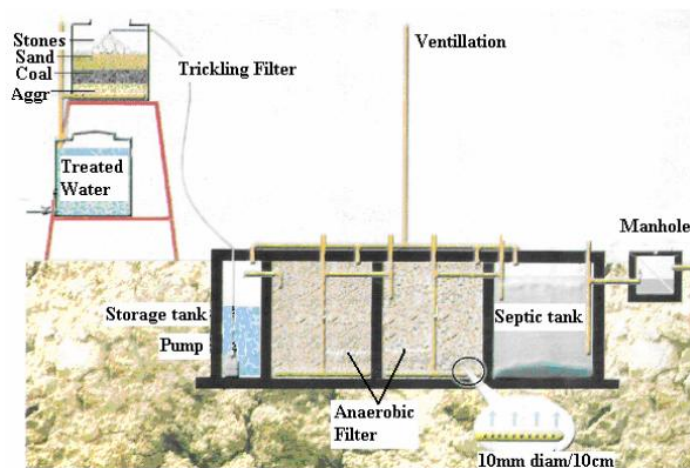 Stones
Sand
Coal
Aggr
Trickling Filter
Ventillation
Treated
Water
Manhole
Storage tank
Septic tank
Pump
Anaerobic
Filter
10mm diam/10cm